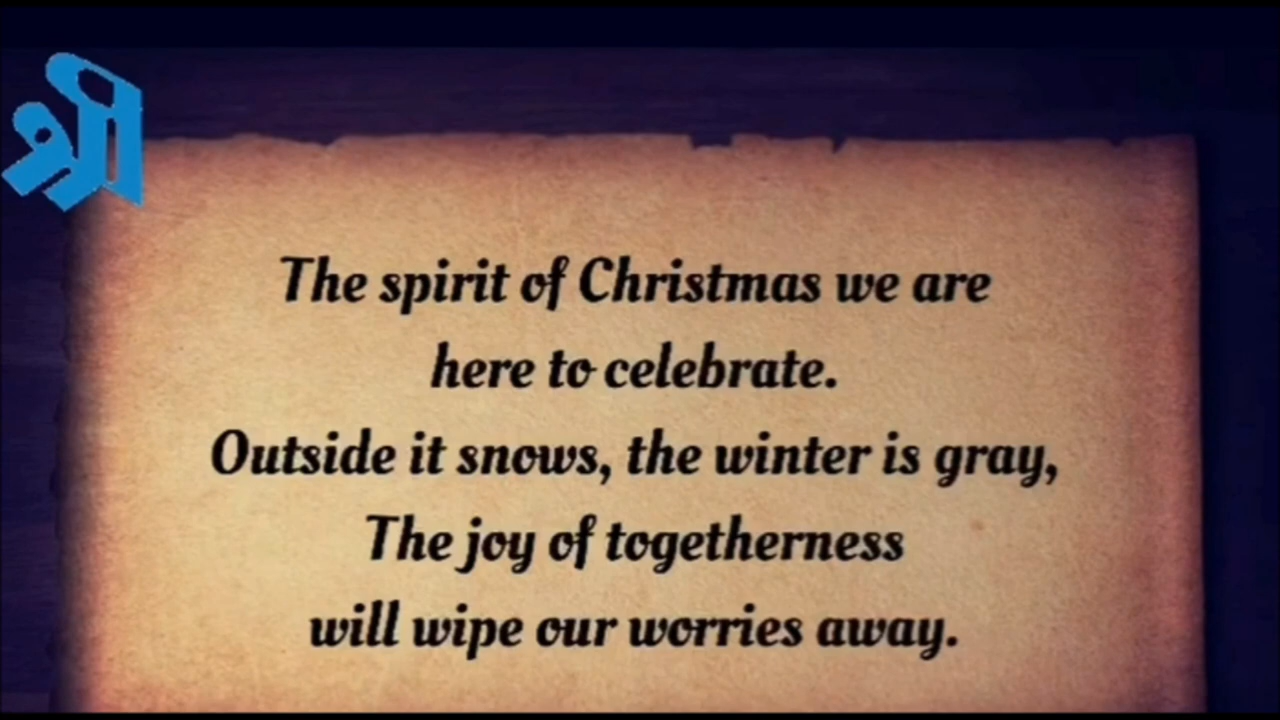 श्री
The spirit of Christmas we are
here to celebrate.
Outside it snows, the winter is gray,
The joy of togetherness
will wipe our worries away.